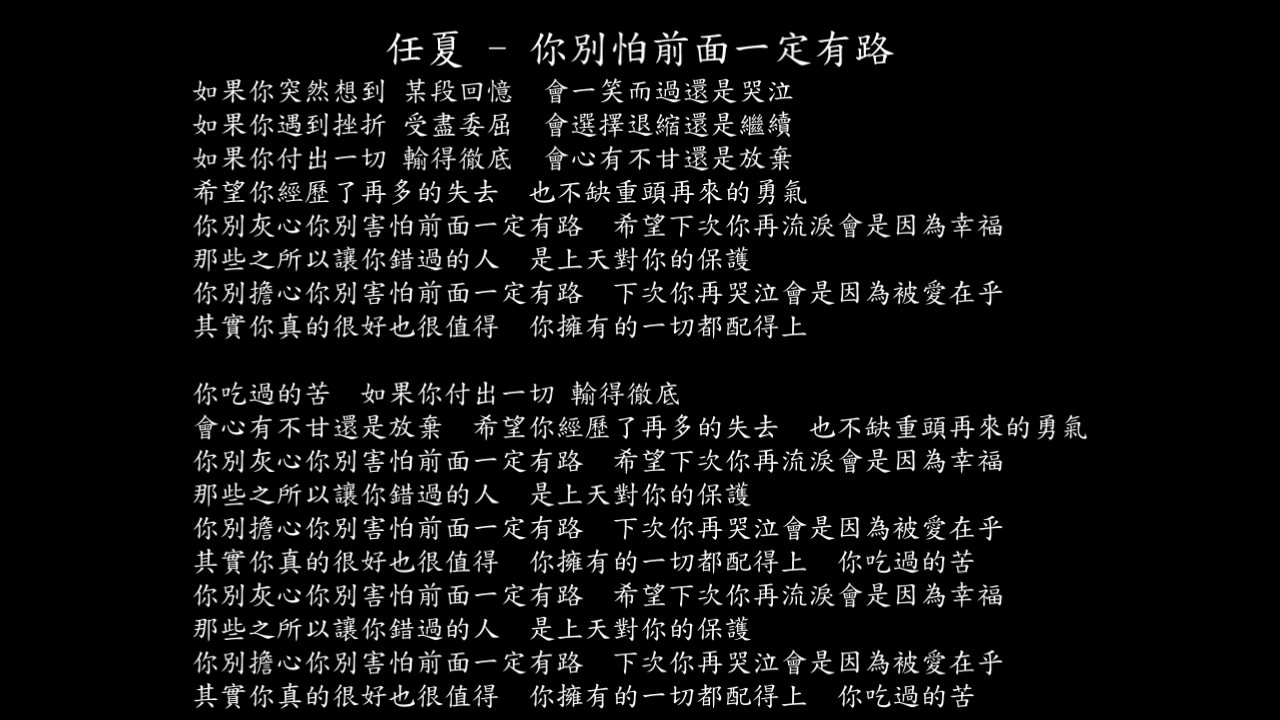 任夏 - 你別怕前面一定有路
如果你突然想到 某段回憶　會一笑而過還是哭泣
如果你遇到挫折 受盡委屈　會選擇退縮還是繼續
如果你付出一切 輸得徹底　會心有不甘還是放棄
希望你經歷了再多的失去　也不缺重頭再來的勇氣
你別灰心你別害怕前面一定有路　希望下次你再流淚會是因為幸福
那些之所以讓你錯過的人　是上天對你的保護
你別擔心你別害怕前面一定有路　下次你再哭泣會是因為被愛在乎
其實你真的很好也很值得　你擁有的一切都配得上
你吃過的苦　如果你付出一切 輸得徹底
會心有不甘還是放棄　希望你經歷了再多的失去　也不缺重頭再來的勇氣
你別灰心你別害怕前面一定有路　希望下次你再流淚會是因為幸福
那些之所以讓你錯過的人　是上天對你的保護
你別擔心你別害怕前面一定有路　下次你再哭泣會是因為被愛在乎
其實你真的很好也很值得　你擁有的一切都配得上　你吃過的苦
你別灰心你別害怕前面一定有路　希望下次你再流淚會是因為幸福
那些之所以讓你錯過的人　是上天對你的保護
你別擔心你別害怕前面一定有路　下次你再哭泣會是因為被愛在乎
其實你真的很好也很值得　你擁有的一切都配得上　你吃過的苦